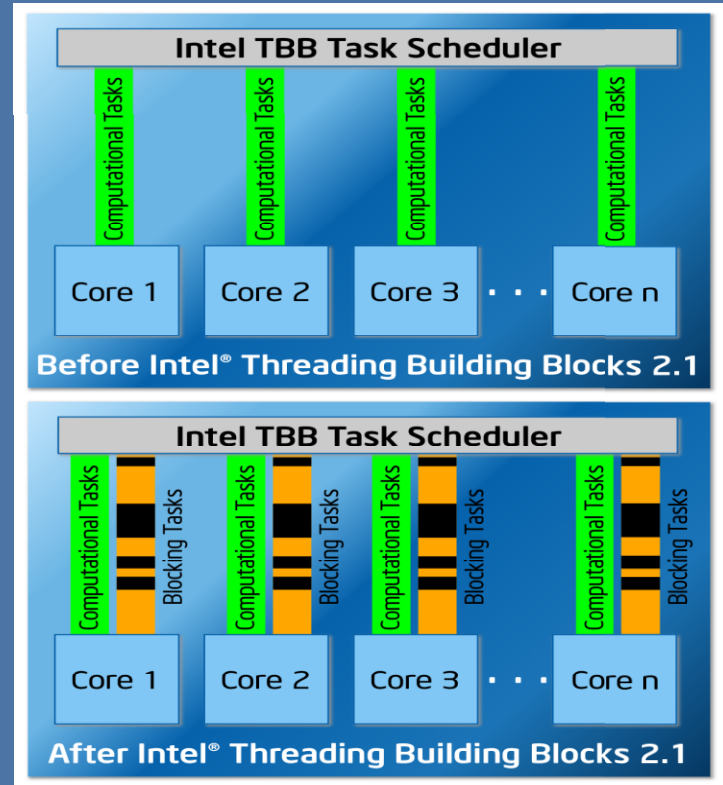 Intel TBB Task Scheduler
Computational Tasks
Computational Tasks
Computational Tasks
Computational Tasks
Core 1
Core 2
Core 3
. . .
Core n
Before Intel® Threading Building Blocks 2.1
Intel TBB Task Scheduler
Computational Tasks
Blocking Tasks
Computational Tasks
Blocking Tasks
Computational Tasks
Blocking Tasks
Computational Tasks
Blocking Tasks
Core 1
Core 2
Core 3
. . .
Core n
After Intel® Threading Building Blocks 2.1